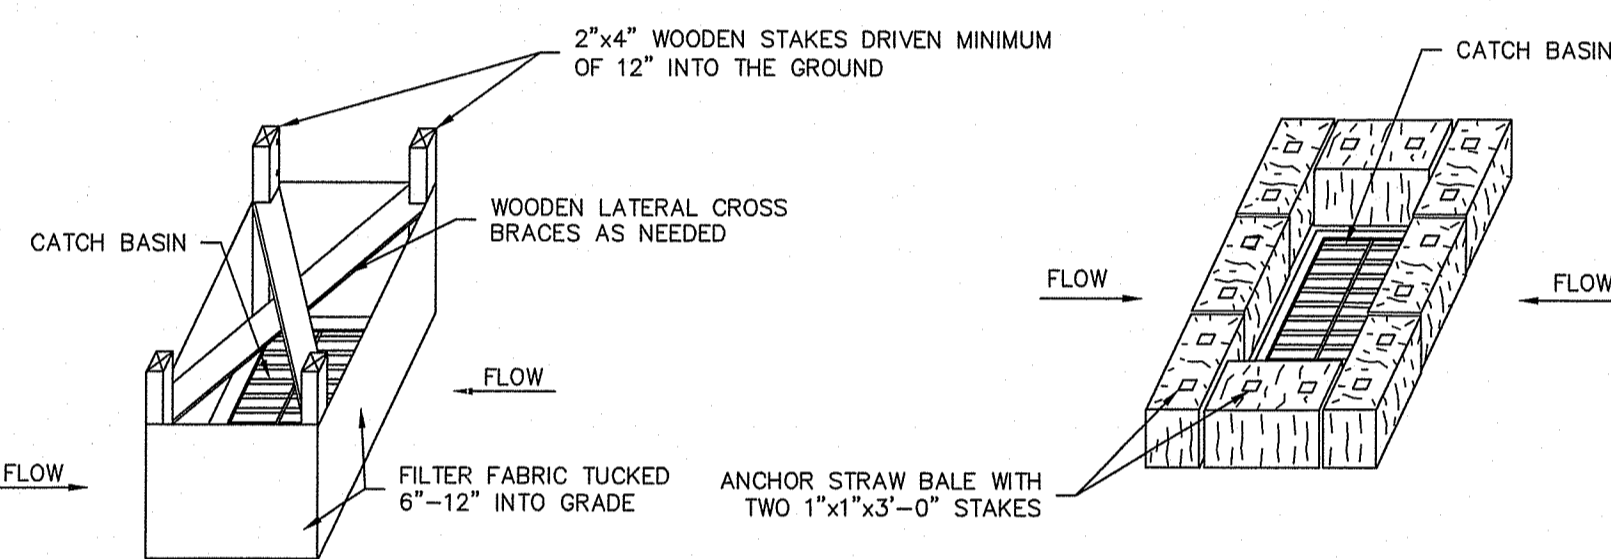 2"x4" WOODEN STAKES DRIVEN MINIMUM
OF 12" INTO THE GROUND
CATCH BASIN
WOODEN LATERAL CROSS
BRACES AS NEEDED
CATCH BASIN
FLOW
FLOW
FILTER FABRIC TUCKED
6"-12" INTO GRADE
FLOW
FLOW
ANCHOR STRAW BALE WITH
TWO 1"x1"x3'-0" STAKES